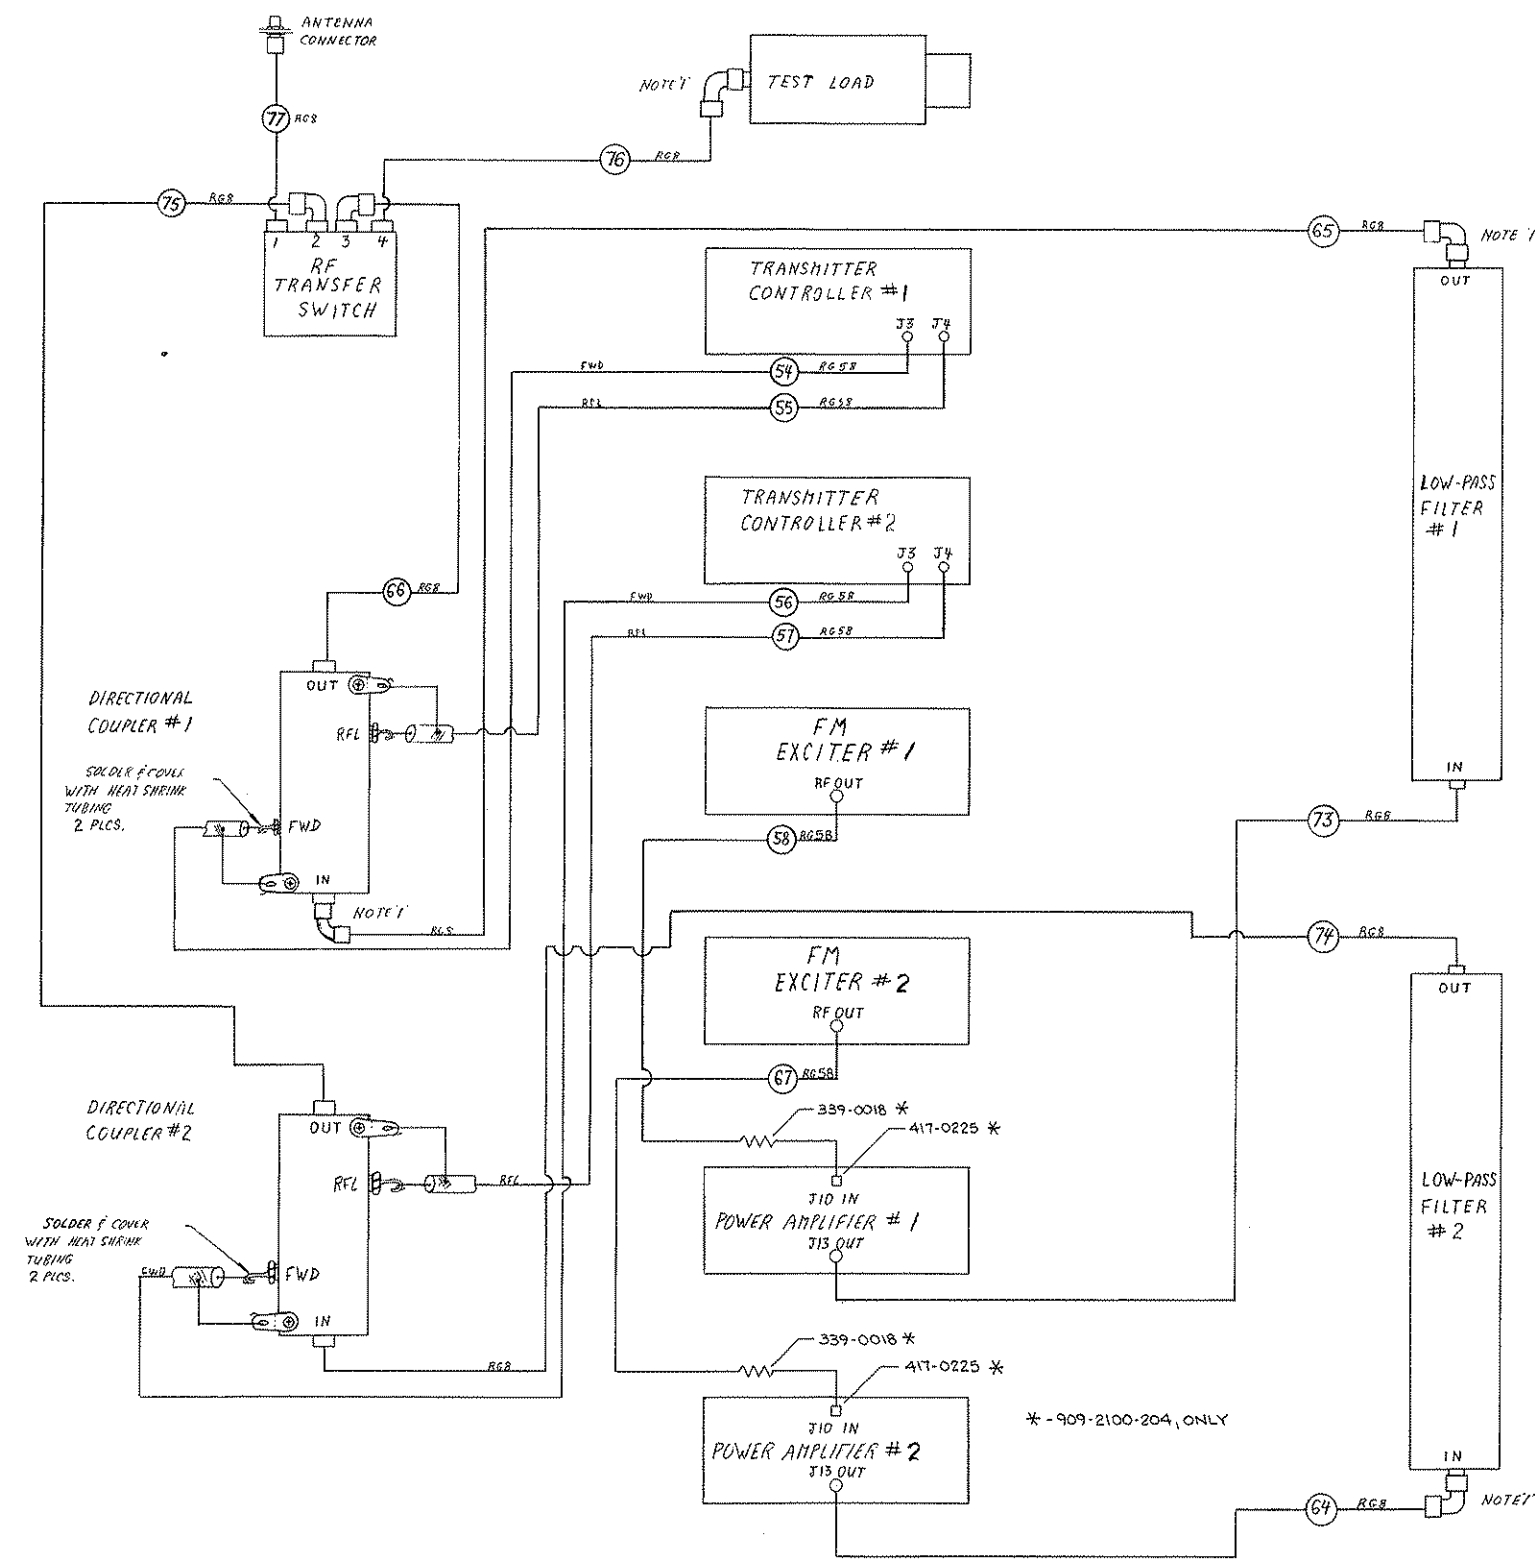 ANTENNA
CONNECTOR
77 RG8
NOTE 1
TEST LOAD
76 RG8
75 RG8
1 2 3 4
RF
TRANSFER
SWITCH
65 RG8
NOTE 1
OUT
LOW-PASS
FILTER
# 1
IN
TRANSMITTER
CONTROLLER #1
J3 J4
FWD 54 RG58
RFL 55 RG58
TRANSMITTER
CONTROLLER #2
J3 J4
FWD 56 RG58
RFL 57 RG58
66 RG8
DIRECTIONAL
COUPLER #1
OUT
RFL
SOLDER & COVER
WITH HEAT SHRINK
TUBING
2 PLCS.
FWD
IN
NOTE 1
RG8
FM
EXCITER # 1
RF OUT
58 RG58
73 RG8
74 RG8
FM
EXCITER # 2
RF OUT
67 RG58
OUT
LOW-PASS
FILTER
# 2
IN
NOTE 1
DIRECTIONAL
COUPLER #2
OUT
RFL
RFL
SOLDER & COVER
WITH HEAT SHRINK
TUBING
2 PLCS.
FWD
FWD
IN
RG8
339-0018 *
417-0225 *
J10 IN
POWER AMPLIFIER # 1
J13 OUT
339-0018 *
417-0225 *
J10 IN
POWER AMPLIFIER # 2
J13 OUT
* - 909-2100-204, ONLY
64 RG8